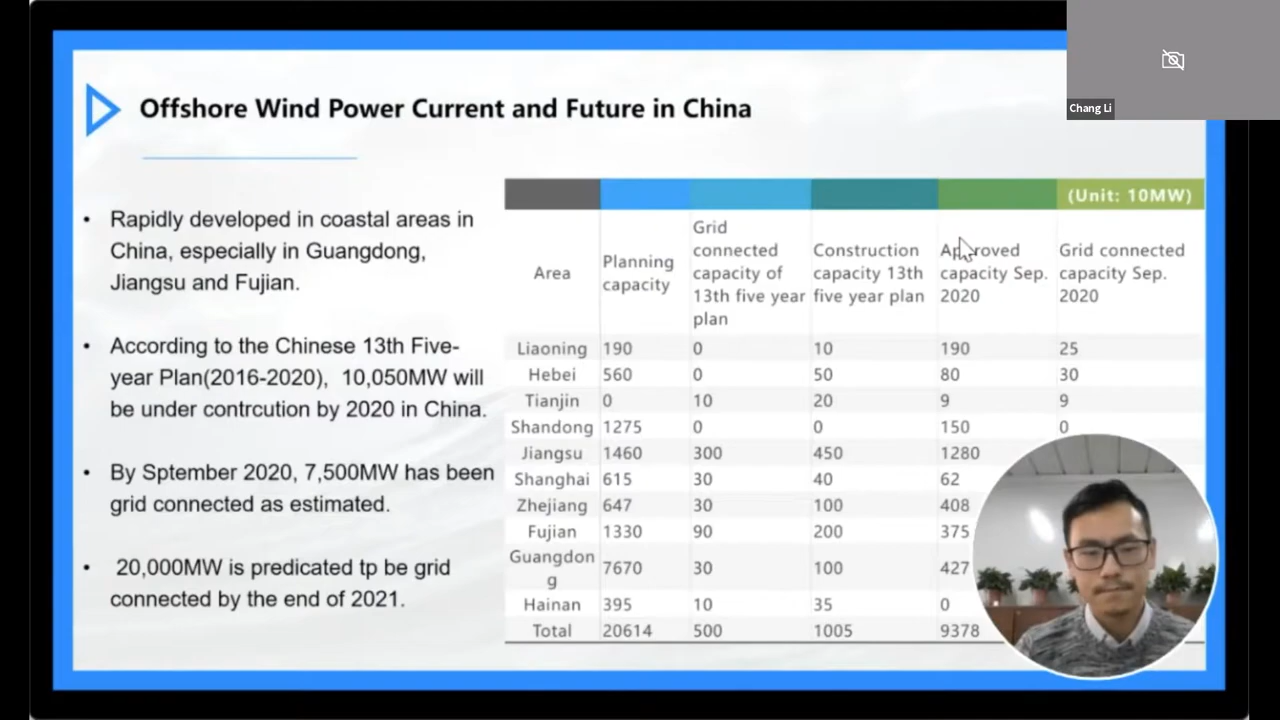 Chang Li
Offshore Wind Power Current and Future in China
• Rapidly developed in coastal areas in
China, especially in Guangdong,
Jiangsu and Fujian.
• According to the Chinese 13th Five-
year Plan(2016-2020), 10,050MW will
be under contrcution by 2020 in China.
• By Sptember 2020, 7,500MW has been
grid connected as estimated.
• 20,000MW is predicated tp be grid
connected by the end of 2021.
(Unit: 10MW)
Area
Planning
capacity
Grid
connected
capacity of
13th five year
plan
Construction
capacity 13th
five year plan
Approved
capacity Sep.
2020
Grid connected
capacity Sep.
2020
Liaoning 190 0 10 190 25
Hebei 560 0 50 80 30
Tianjin 0 10 20 9 9
Shandong 1275 0 0 150 0
Jiangsu 1460 300 450 1280
Shanghai 615 30 40 62
Zhejiang 647 30 100 408
Fujian 1330 90 200 375
Guangdon
g 7670 30 100 427
Hainan 395 10 35 0
Total 20614 500 1005 9378